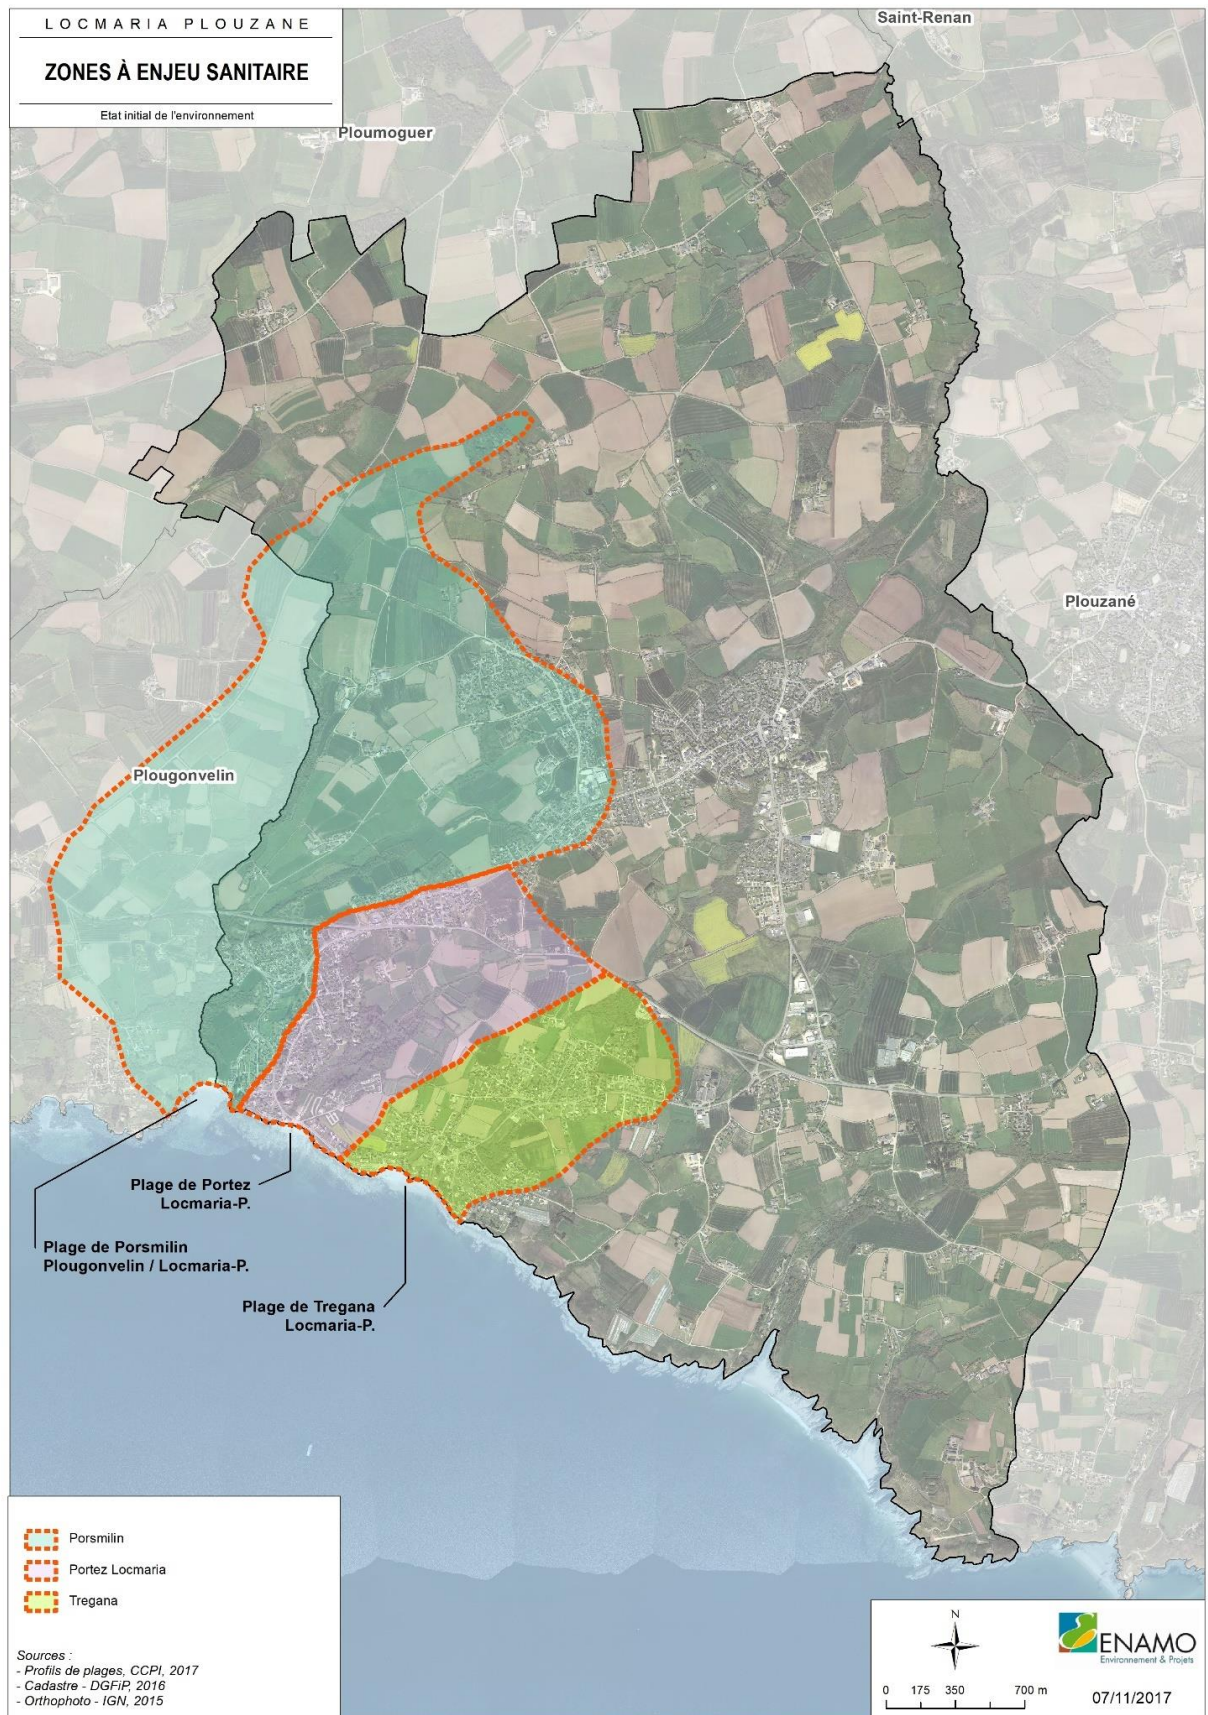 LOCMARIA PLOUZANE
ZONES À ENJEU SANITAIRE
Etat initial de l'environnement
Saint-Renan
Ploumoguer
Plouzané
Plougonvelin
Plage de Portez
Locmaria-P.
Plage de Porsmilin
Plougonvelin / Locmaria-P.
Plage de Tregana
Locmaria-P.
Porsmilin
Portez Locmaria
Tregana
Sources :
- Profils de plages, CCPI, 2017
- Cadastre - DGFiP, 2016
- Orthophoto - IGN, 2015
N
0 175 350 700 m
ENAMO
Environnement & Projets
07/11/2017